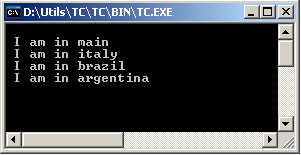 D:\Utils\TC\TC\BIN\TC.EXE
I am in main
I am in italy
I am in brazil
I am in argentina